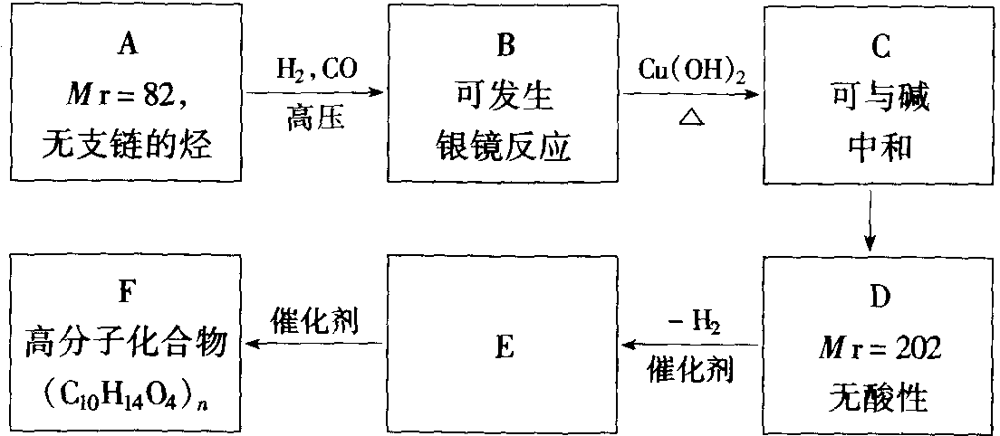 A
Mr=82,
无支链的烃
H₂,CO
高压
B
可发生
银镜反应
Cu(OH)₂
△
C
可与碱
中和
F
高分子化合物
(C₁₀H₁₄O₄)ₙ
催化剂
E
-H₂
催化剂
D
Mr=202
无酸性